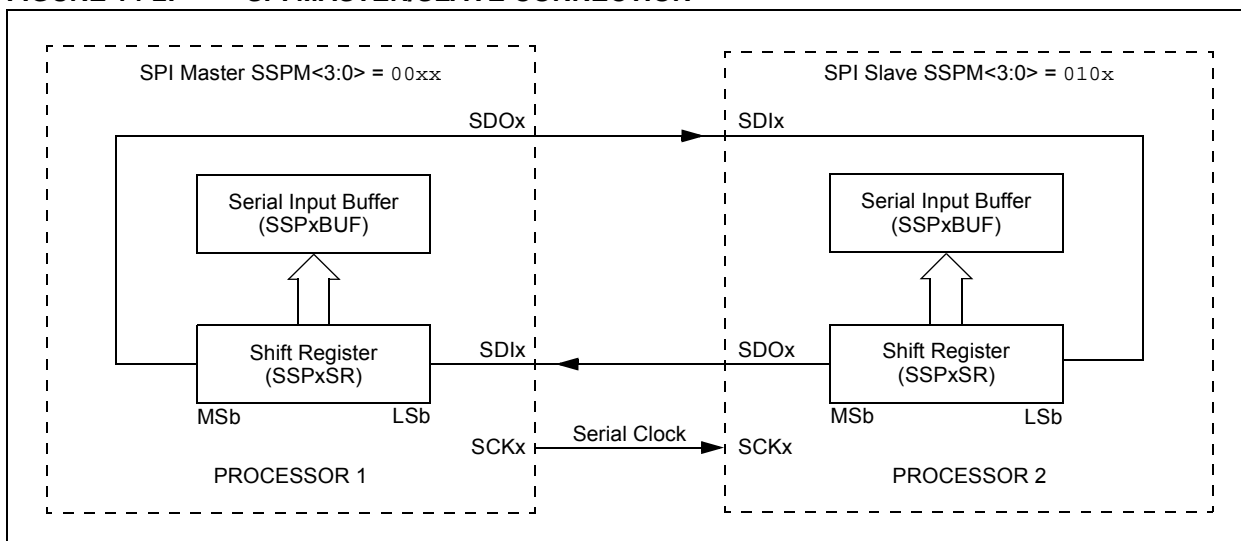 SPI Master SSPM<3:0> = 00xx
SDOx
Serial Input Buffer
(SSPxBUF)
Shift Register
(SSPxSR)
MSb
LSb
SDIx
SCKx
PROCESSOR 1
Serial Clock
SPI Slave SSPM<3:0> = 010x
SDIx
Serial Input Buffer
(SSPxBUF)
SDOx
Shift Register
(SSPxSR)
MSb
LSb
SCKx
PROCESSOR 2